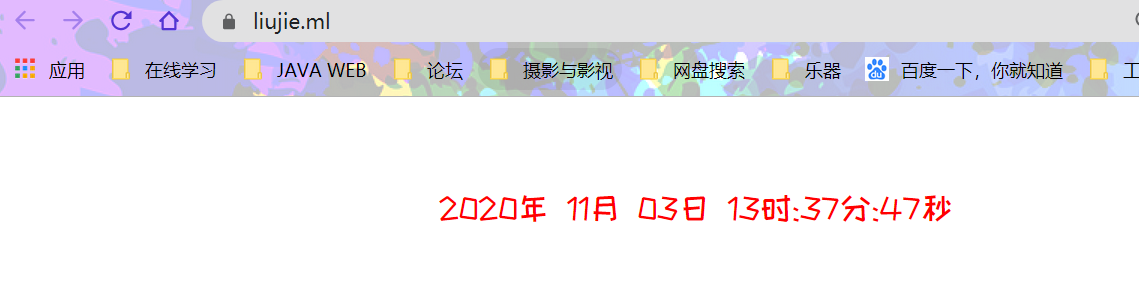 liujie.ml
应用 在线学习 JAVA WEB 论坛 摄影与影视 网盘搜索 乐器 du 百度一下，你就知道 工
2020年 11月 03日 13时:37分:47秒